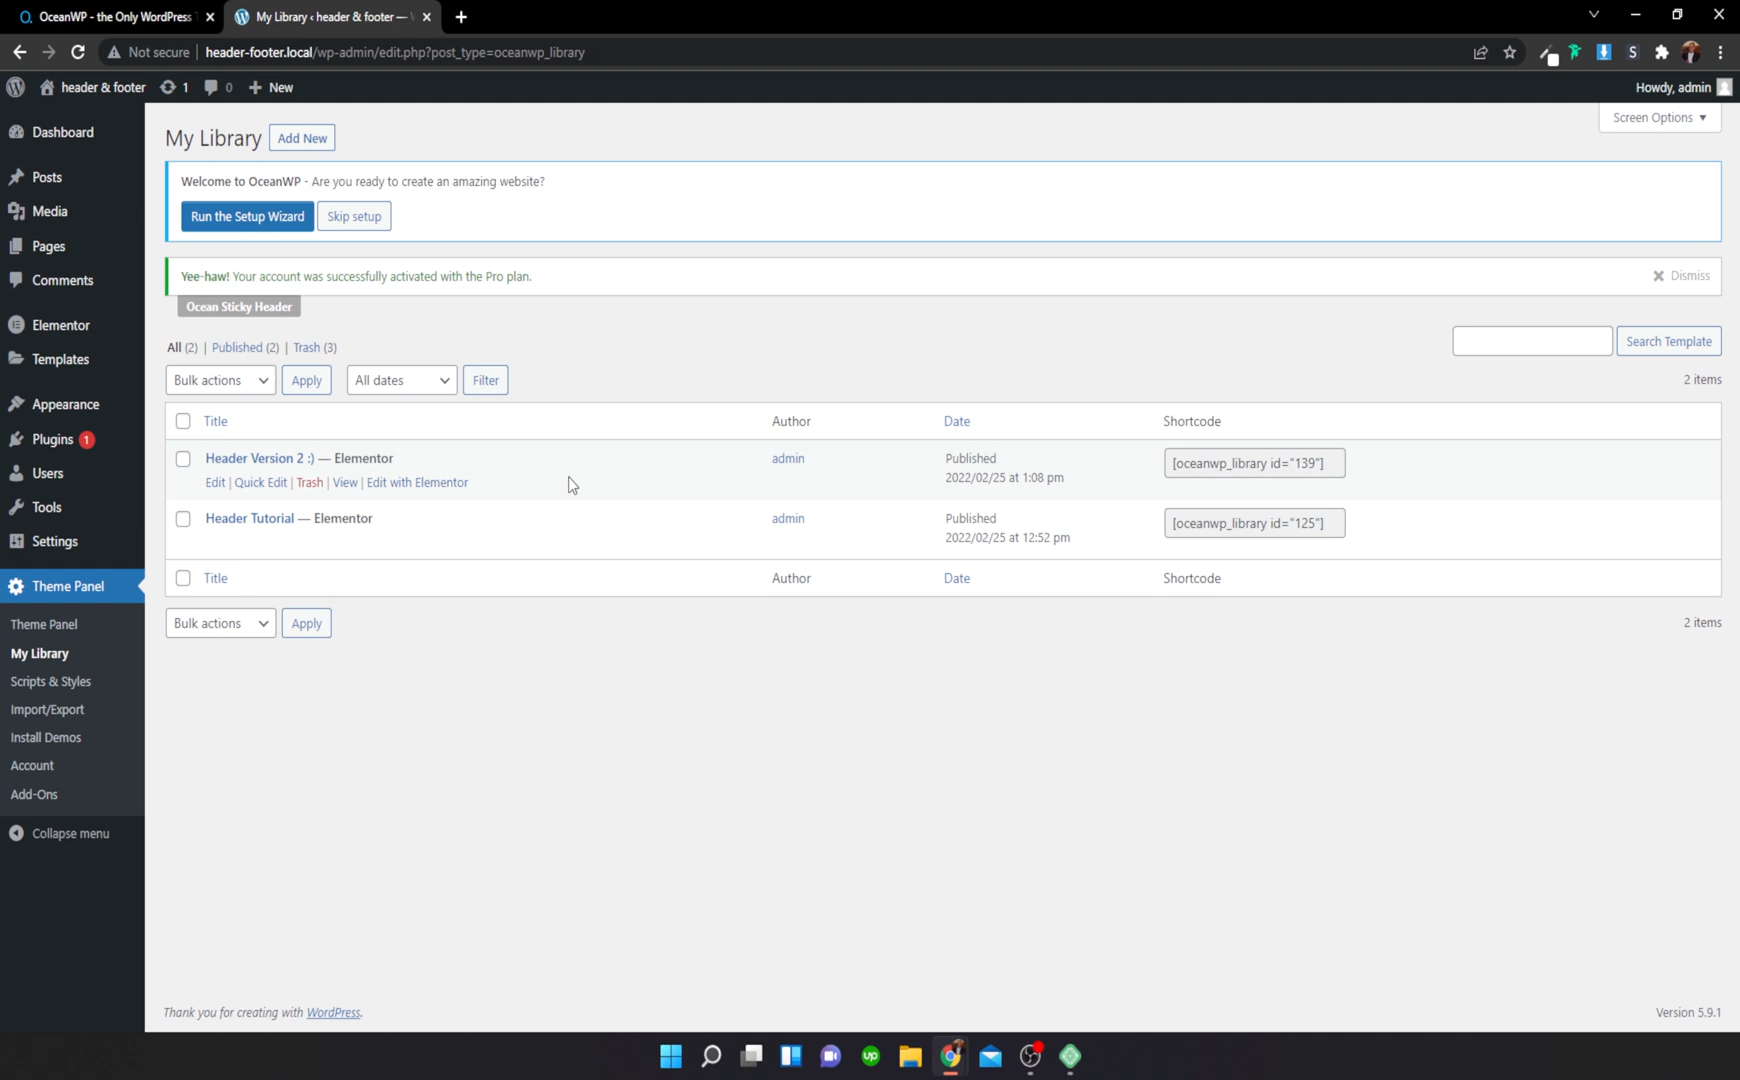 OceanWP - the Only WordPress T
My Library ‹ header & footer — W
Not secure
header-footer.local/wp-admin/edit.php?post_type=oceanwp_library
S
header & footer
1
0
New
Howdy, admin
Dashboard
Posts
Media
Pages
Comments
Elementor
Templates
Appearance
Plugins 1
Users
Tools
Settings
Theme Panel
Theme Panel
My Library
Scripts & Styles
Import/Export
Install Demos
Account
Add-Ons
Collapse menu
Screen Options
My Library Add New
Welcome to OceanWP - Are you ready to create an amazing website?
Run the Setup Wizard Skip setup
Yee-haw! Your account was successfully activated with the Pro plan.
Dismiss
Ocean Sticky Header
All (2) | Published (2) | Trash (3)
Search Template
Bulk actions Apply All dates Filter
2 items
Title Author Date Shortcode
Header Version 2 :) — Elementor admin Published [oceanwp_library id="139"]
Edit | Quick Edit | Trash | View | Edit with Elementor 2022/02/25 at 1:08 pm
Header Tutorial — Elementor admin Published [oceanwp_library id="125"]
2022/02/25 at 12:52 pm
Title Author Date Shortcode
Bulk actions Apply
2 items
Thank you for creating with WordPress.
Version 5.9.1
up